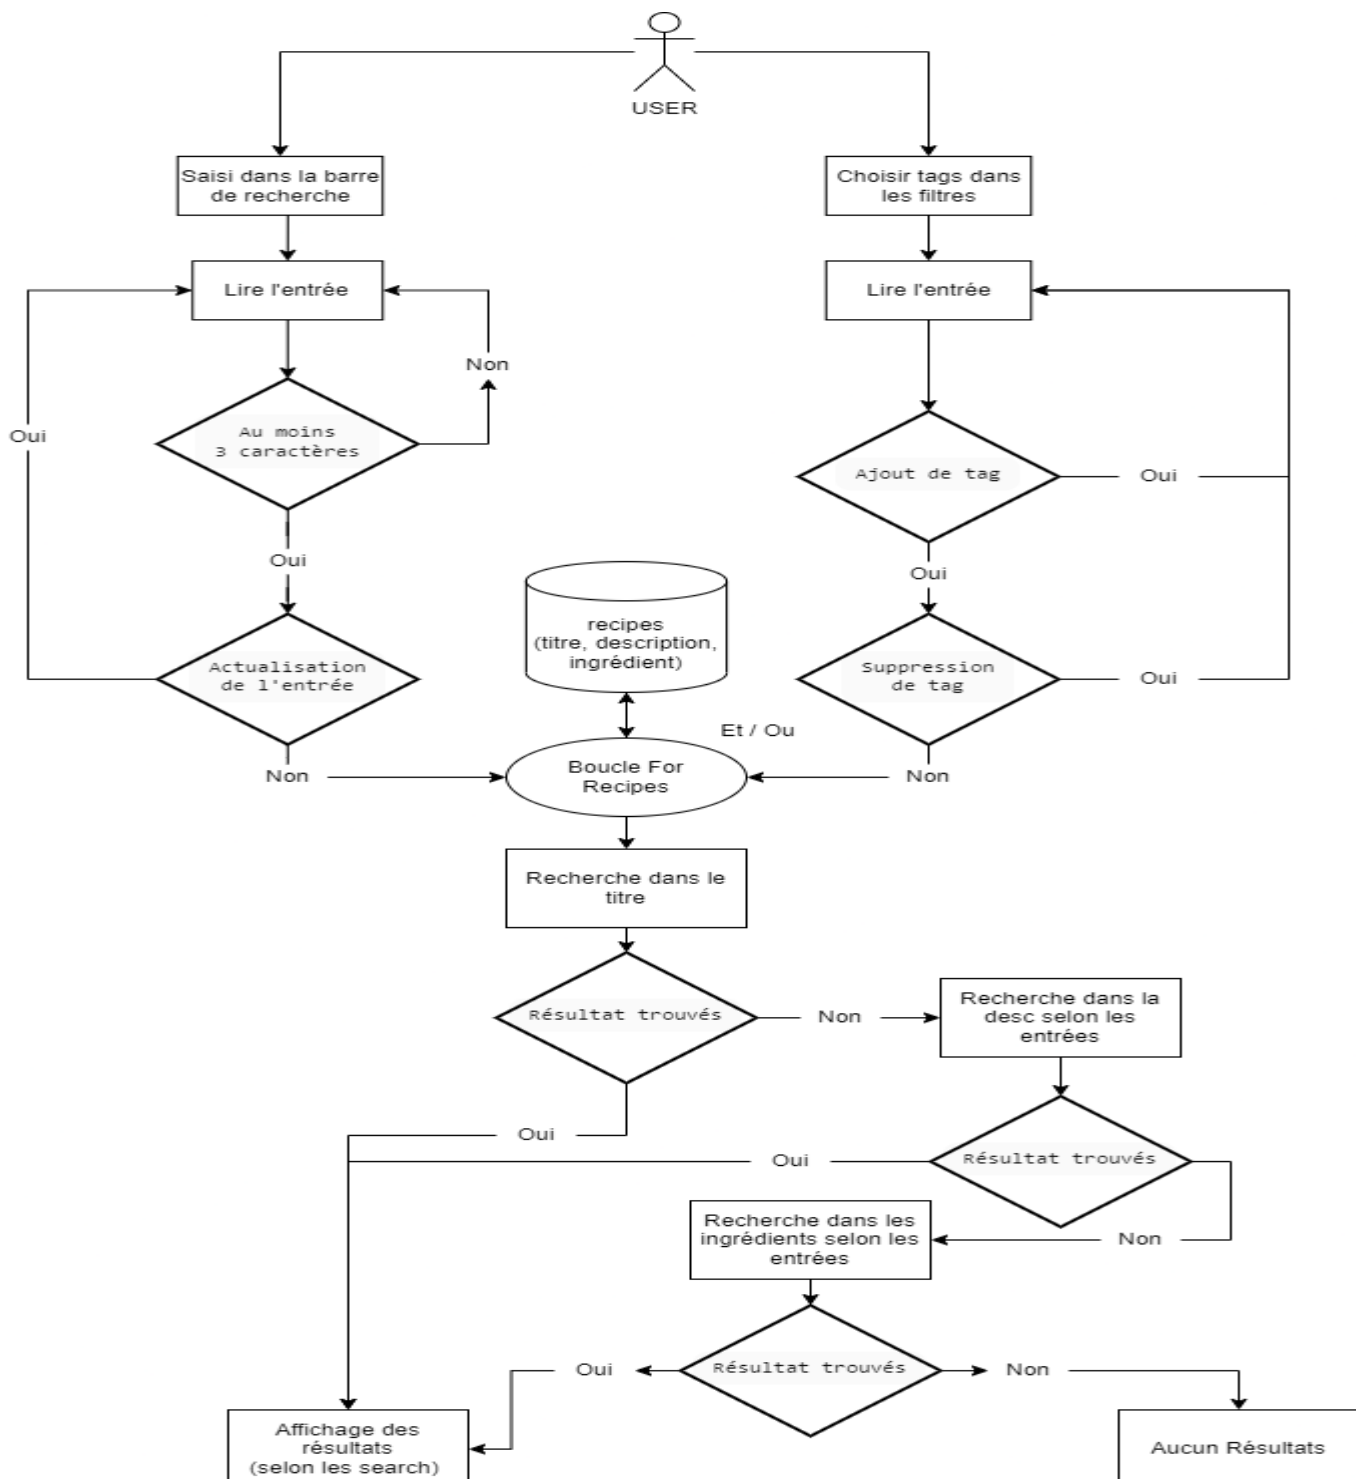 USER
Saisi dans la barre
de recherche
Choisir tags dans
les filtres
Lire l'entrée
Lire l'entrée
Non
Oui
Au moins
3 caractères
Ajout de tag
Oui
Oui
Oui
recipes
(titre, description,
ingrédient)
Actualisation
de l'entrée
Suppression
de tag
Oui
Et / Ou
Non
Boucle For
Recipes
Non
Recherche dans le
titre
Résultat trouvés
Non
Recherche dans la
desc selon les
entrées
Oui
Oui
Résultat trouvés
Recherche dans les
ingrédients selon les
entrées
Non
Oui
Résultat trouvés
Non
Affichage des
résultats
(selon les search)
Aucun Résultats